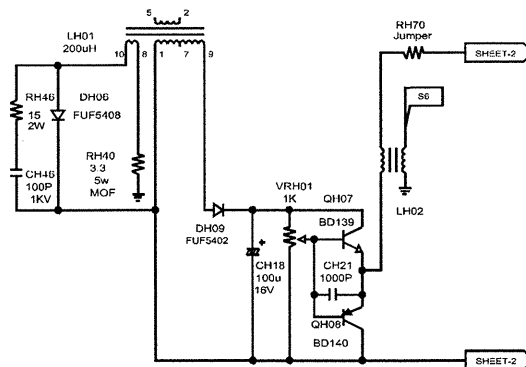 5 2
LH01
200uH
10 8 1 7 9
RH70
Jumper
SHEET-2
S6
RH46
15
2W
DH06
FUF5408
CH46
100P
1KV
RH40
3.3
5w
MOF
LH02
VRH01
1K
QH07
BD139
DH09
FUF5402
CH18
100u
16V
+
CH21
1000P
QH08
BD140
SHEET-2